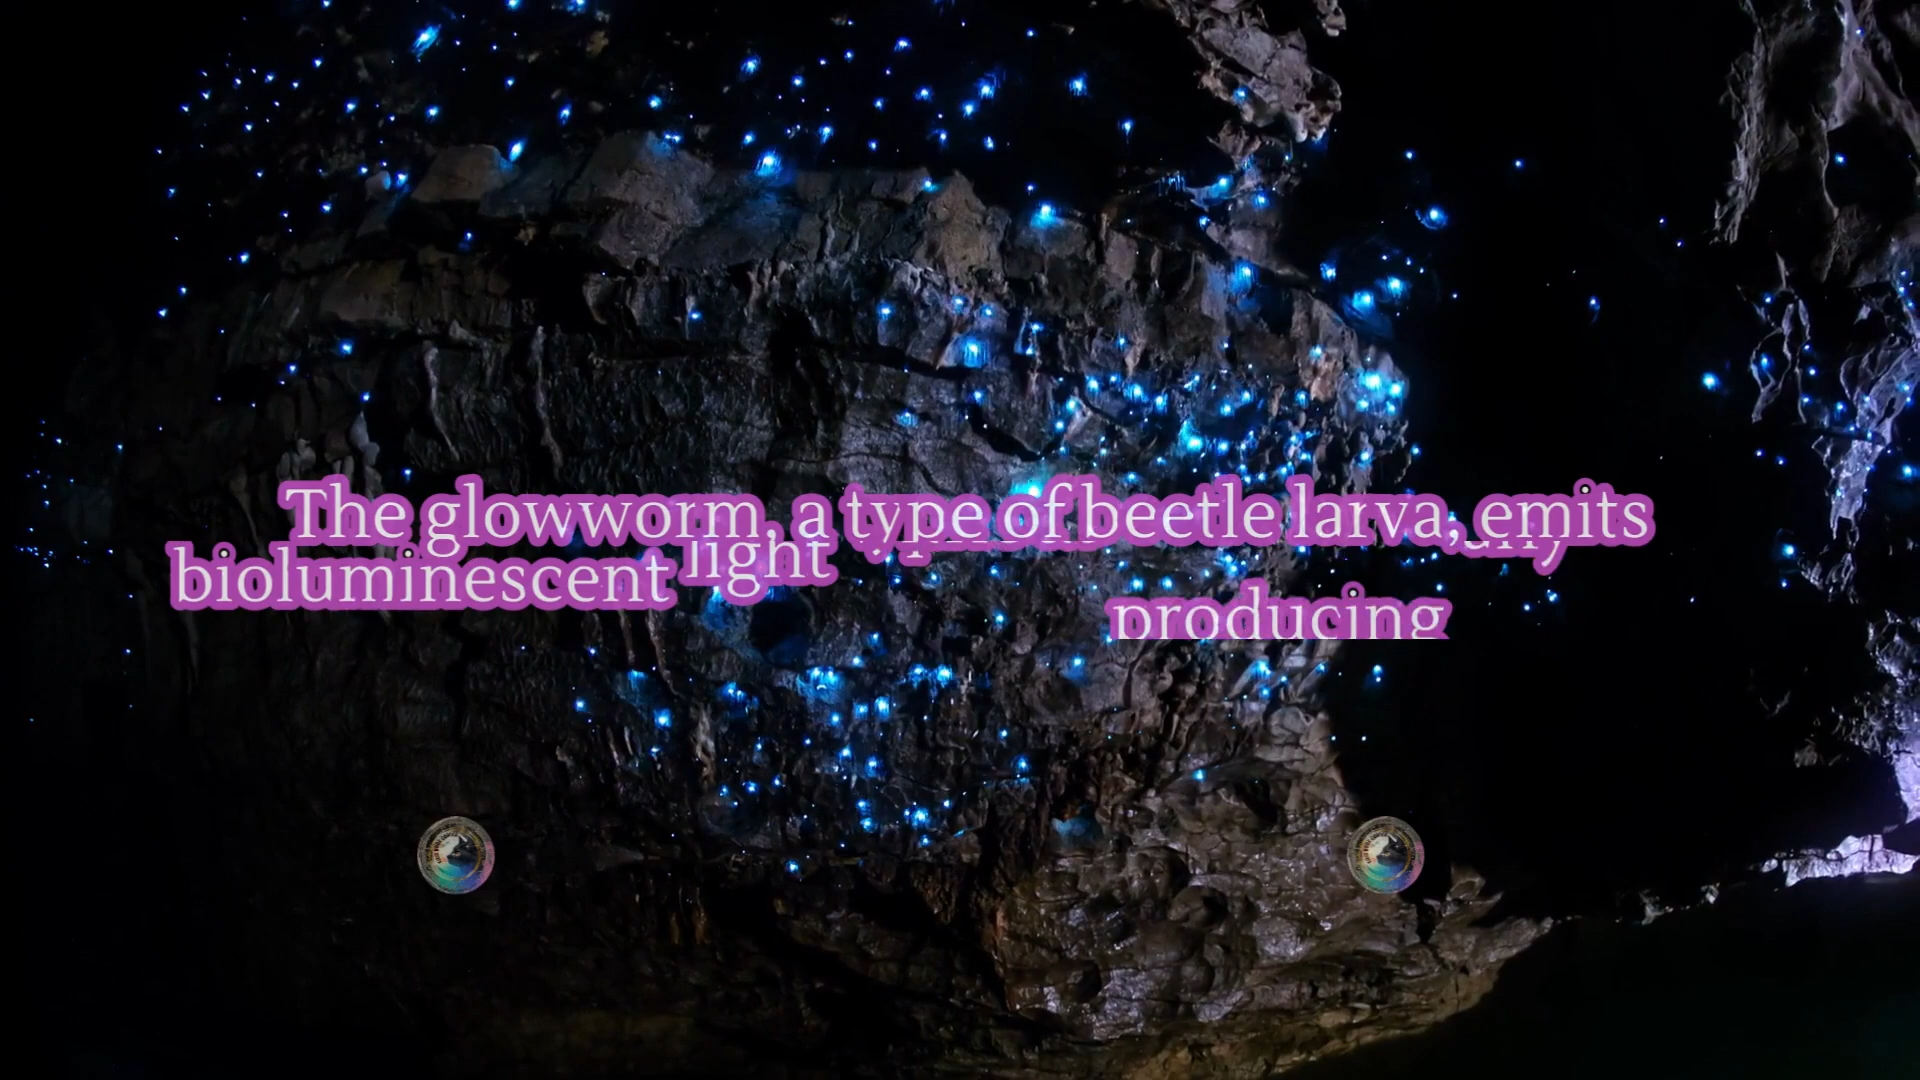 The glowworm, a type of beetle larva, emits
bioluminescent light
producing